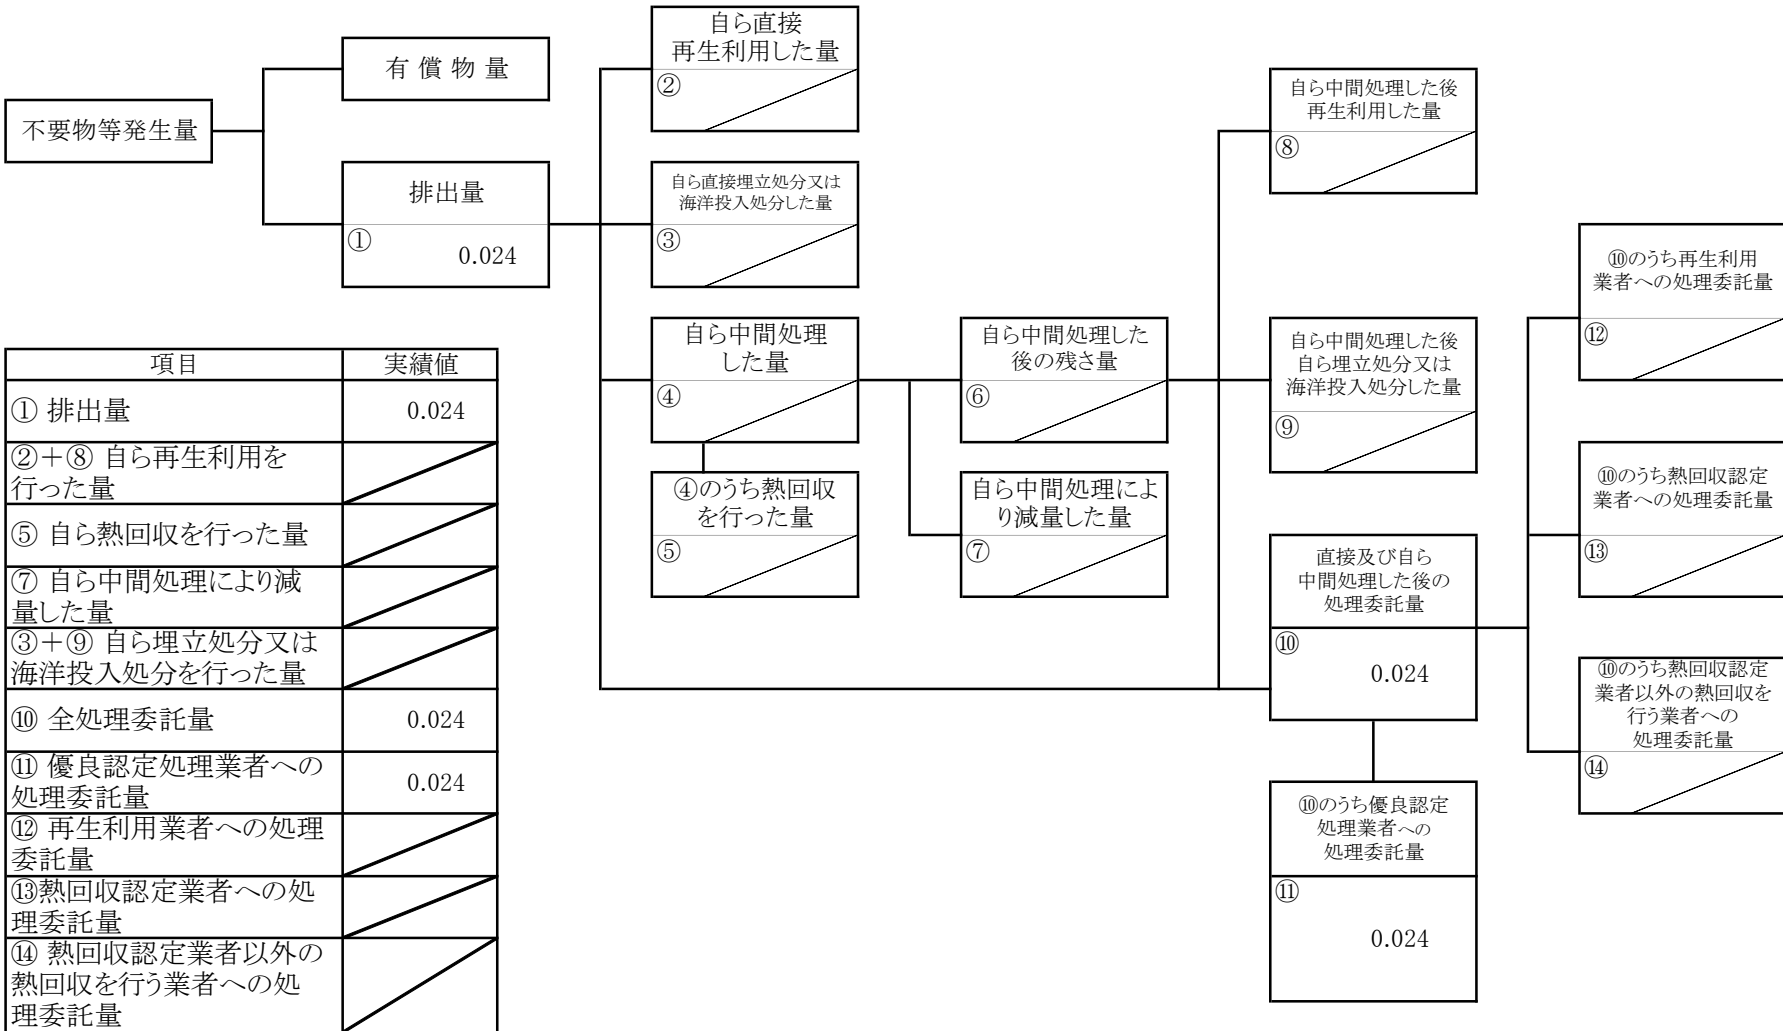 不要物等発生量
有 償 物 量
排出量
①
0.024
自ら直接
再生利用した量
②
自ら直接埋立処分又は
海洋投入処分した量
③
自ら中間処理
した量
④
④のうち熱回収
を行った量
⑤
自ら中間処理した
後の残さ量
⑥
自ら中間処理によ
り減量した量
⑦
自ら中間処理した後
再生利用した量
⑧
自ら中間処理した後
自ら埋立処分又は
海洋投入処分した量
⑨
直接及び自ら
中間処理した後の
処理委託量
⑩
0.024
⑩のうち優良認定
処理業者への
処理委託量
⑪
0.024
⑩のうち再生利用
業者への処理委託量
⑫
⑩のうち熱回収認定
業者への処理委託量
⑬
⑩のうち熱回収認定
業者以外の熱回収を
行う業者への
処理委託量
⑭
項目 実績値
① 排出量 0.024
②＋⑧ 自ら再生利用を
行った量
⑤ 自ら熱回収を行った量
⑦ 自ら中間処理により減
量した量
③＋⑨ 自ら埋立処分又は
海洋投入処分を行った量
⑩ 全処理委託量 0.024
⑪ 優良認定処理業者への
処理委託量 0.024
⑫ 再生利用業者への処理
委託量
⑬熱回収認定業者への処
理委託量
⑭ 熱回収認定業者以外の
熱回収を行う業者への処
理委託量